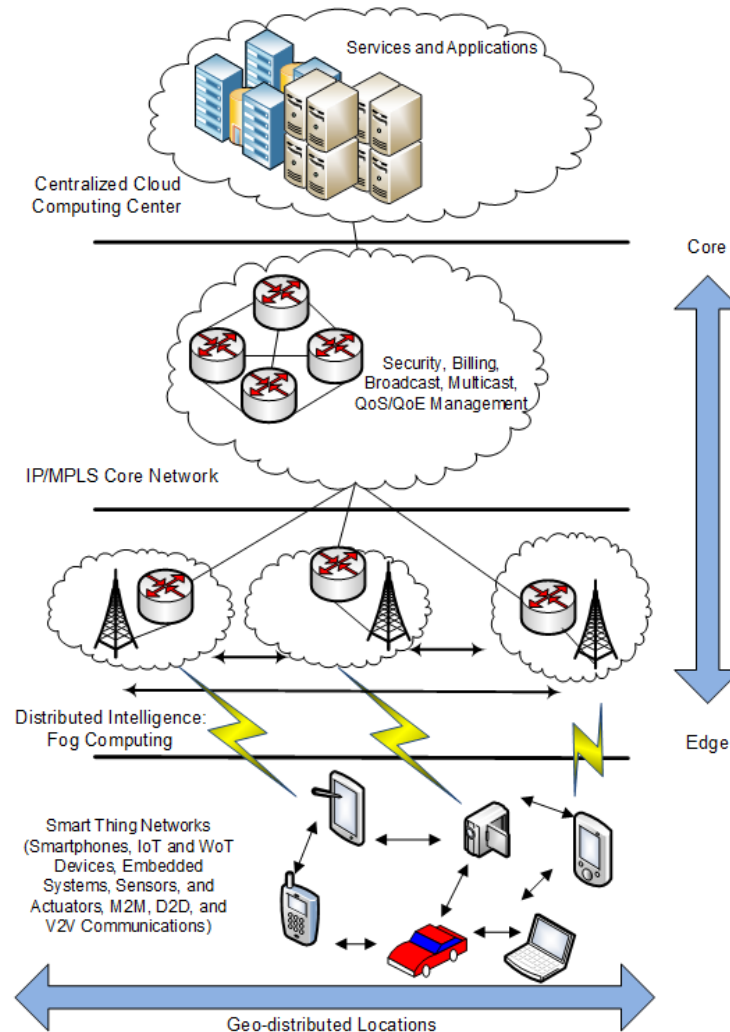 Services and Applications
Centralized Cloud
Computing Center
Core
Security, Billing,
Broadcast, Multicast,
QoS/QoE Management
IP/MPLS Core Network
Distributed Intelligence:
Fog Computing
Edge
Smart Thing Networks
(Smartphones, IoT and WoT
Devices, Embedded
Systems, Sensors, and
Actuators, M2M, D2D, and
V2V Communications)
Geo-distributed Locations